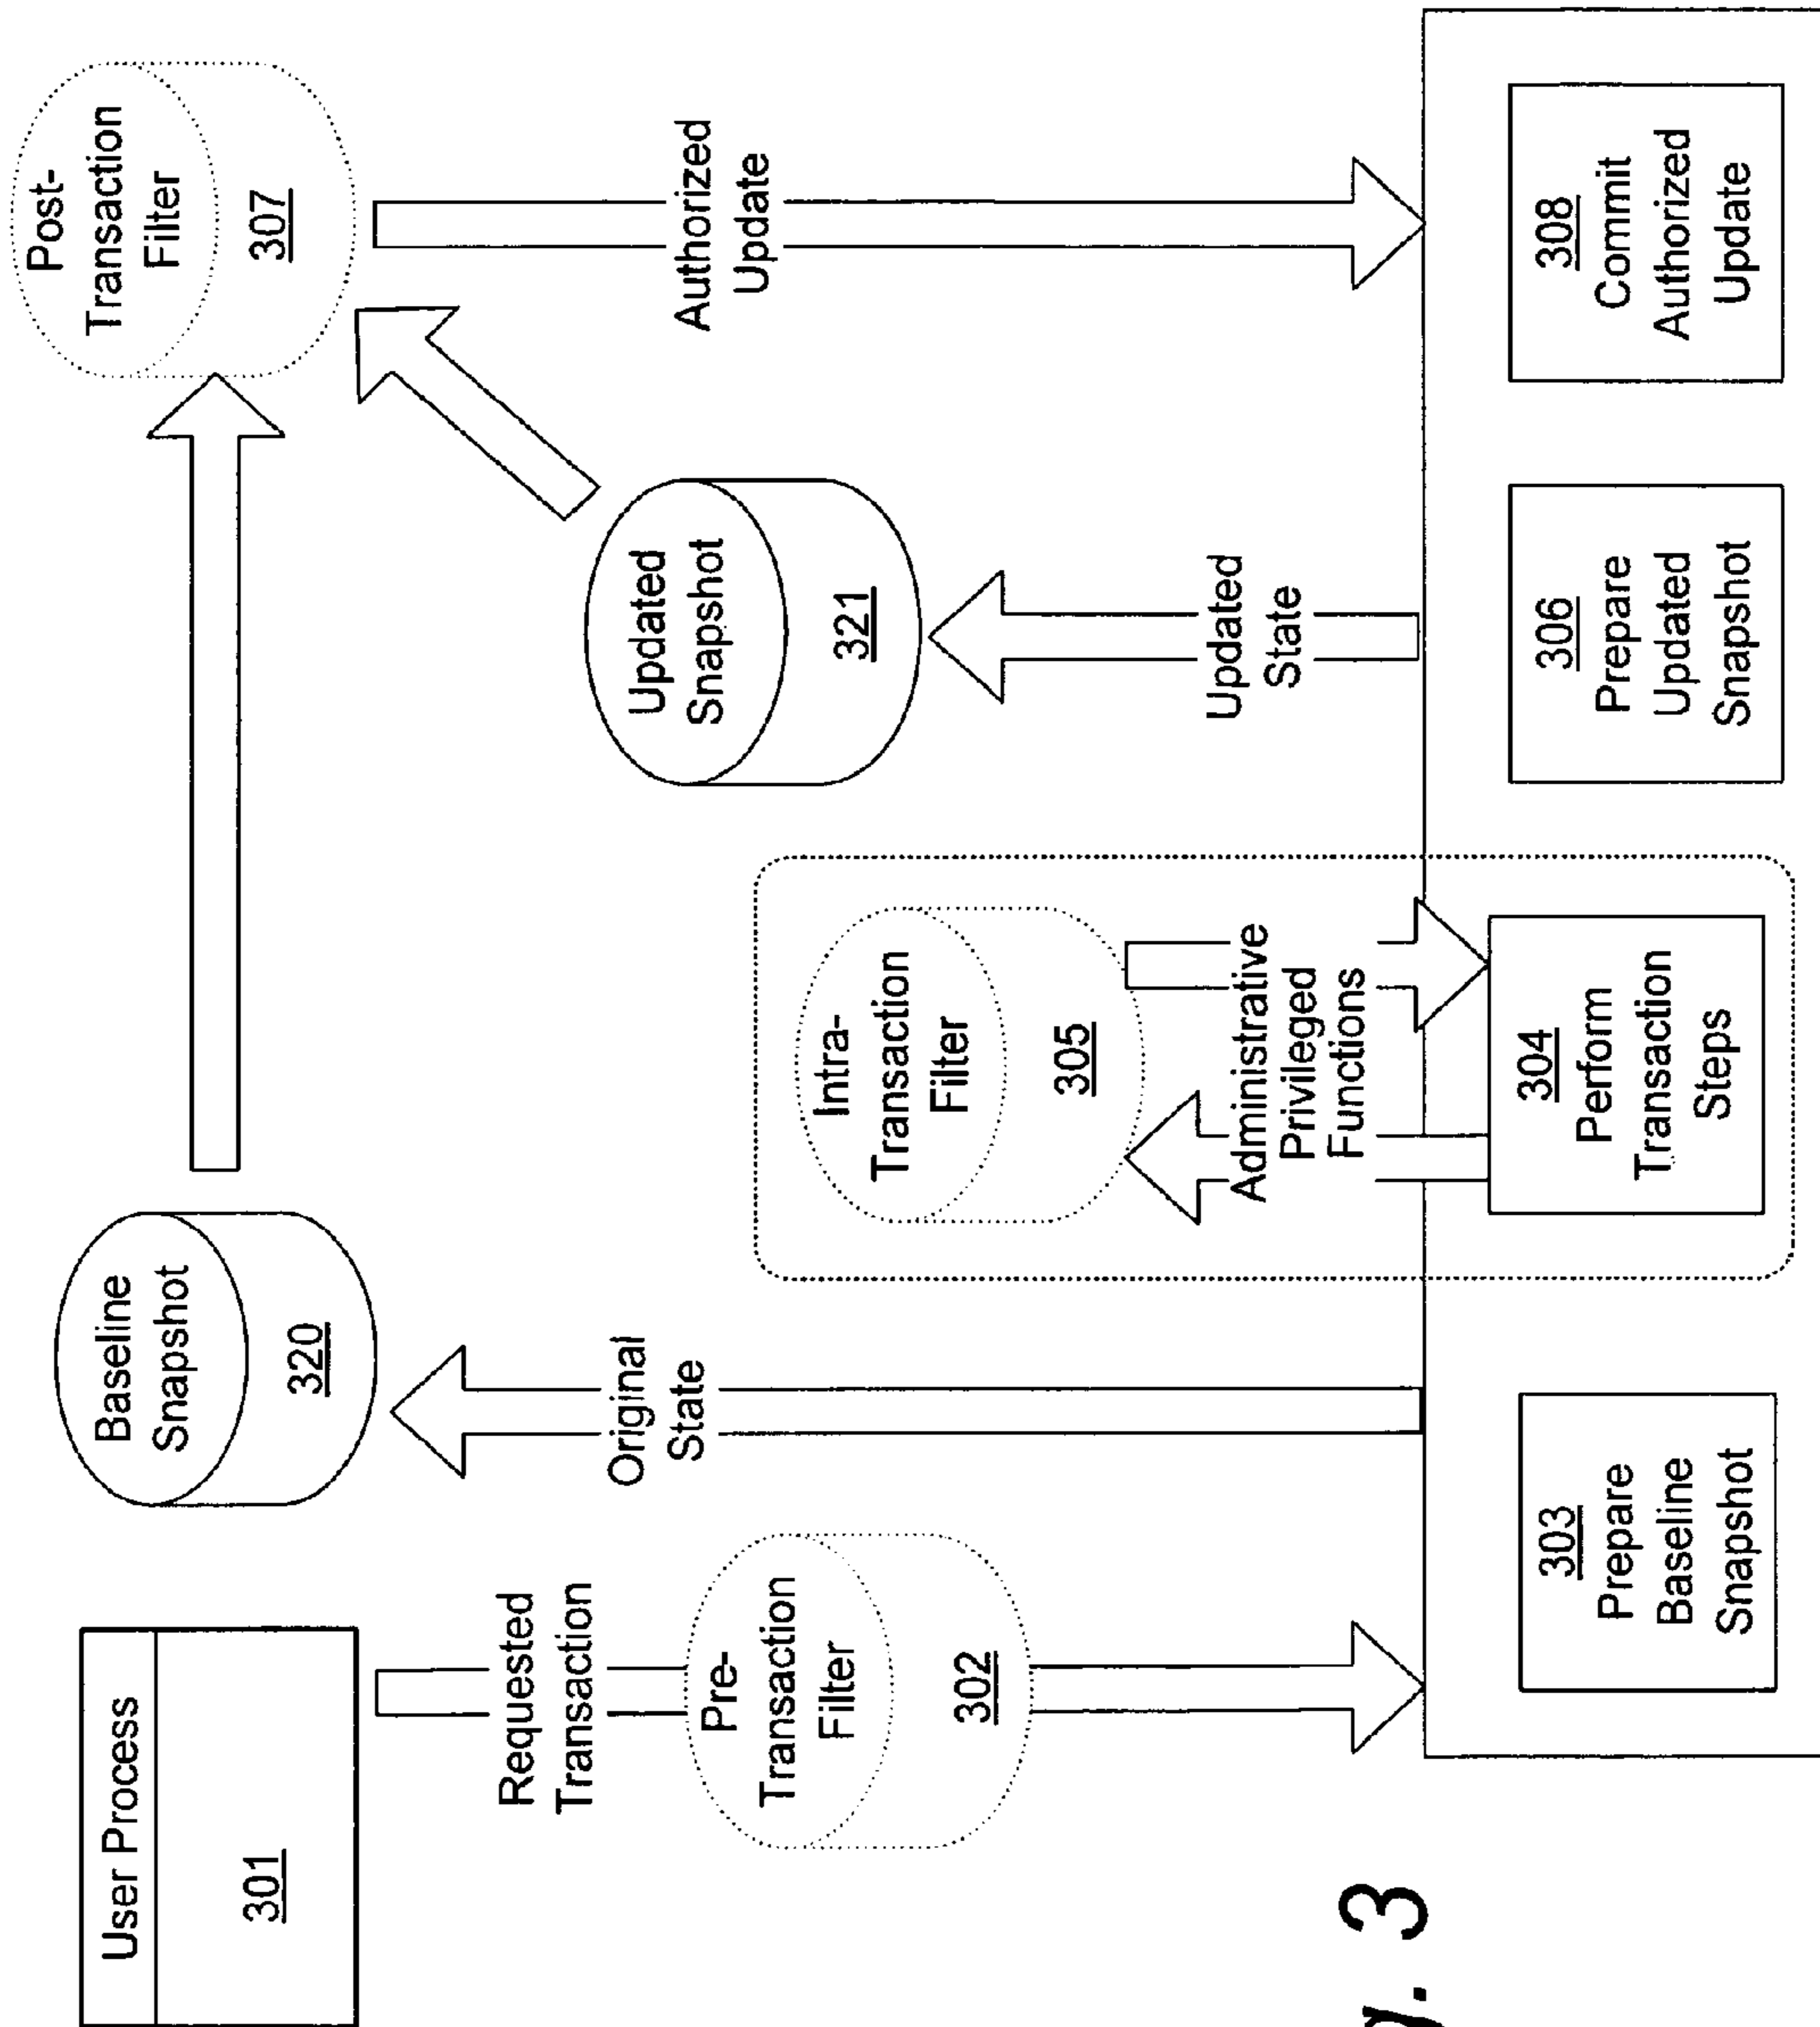 User Process
301
Requested
Transaction
Pre-
Transaction
Filter
302
Baseline
Snapshot
320
Original
State
303
Prepare
Baseline
Snapshot
Intra-
Transaction
Filter
305
Administrative
Privileged
Functions
304
Perform
Transaction
Steps
Updated
Snapshot
321
Updated
State
306
Prepare
Updated
Snapshot
Post-
Transaction
Filter
307
Authorized
Update
308
Commit
Authorized
Update
g. 3